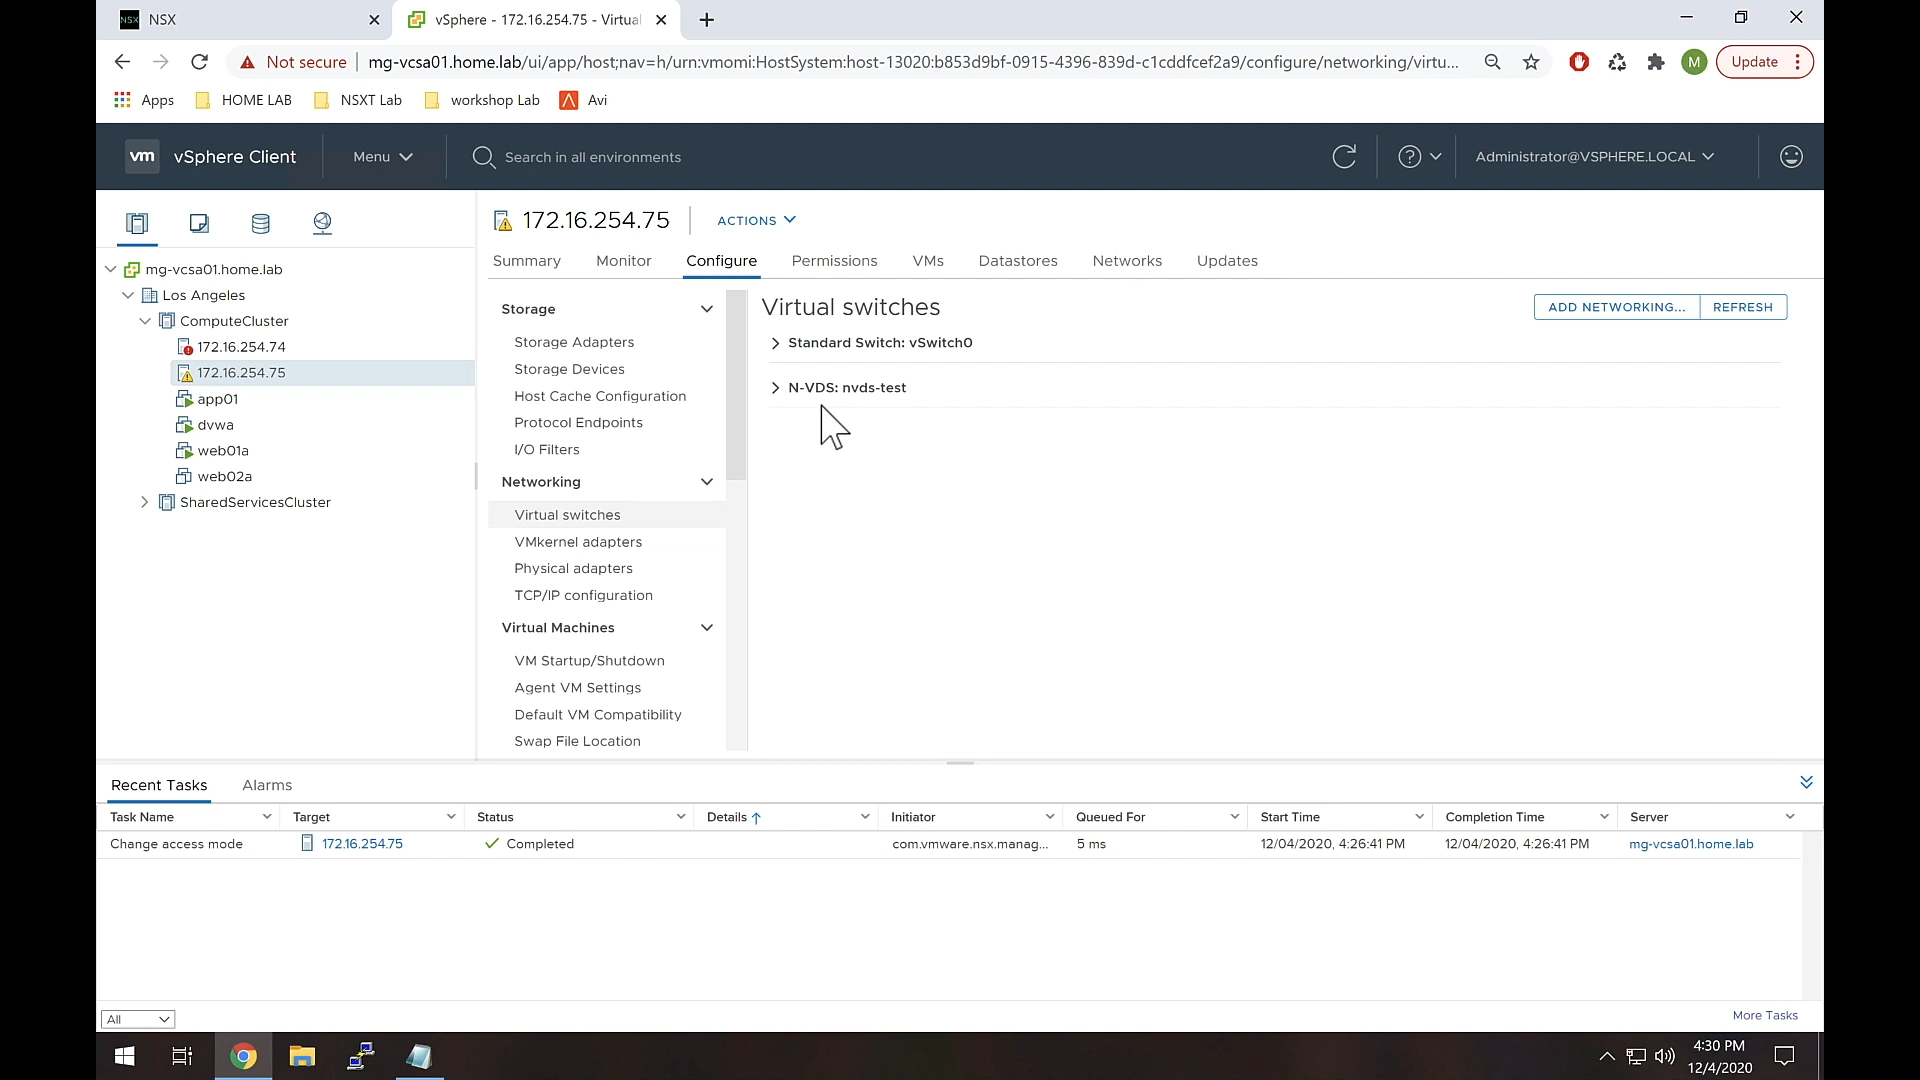 NSX
NSX
vSphere - 172.16.254.75 - Virtual
Not secure
mg-vcsa01.home.lab/ui/app/host;nav=h/urn:vmomi:HostSystem:host-13020:b853d9bf-0915-4396-839d-c1cddfcef2a9/configure/networking/virtu...
M
Update
Apps
HOME LAB
NSXT Lab
workshop Lab
Avi
vm
vSphere Client
Menu
Search in all environments
Administrator@VSPHERE.LOCAL
172.16.254.75
ACTIONS
mg-vcsa01.home.lab
Los Angeles
ComputeCluster
172.16.254.74
172.16.254.75
app01
dvwa
web01a
web02a
SharedServicesCluster
Summary
Monitor
Configure
Permissions
VMs
Datastores
Networks
Updates
Storage
Storage Adapters
Storage Devices
Host Cache Configuration
Protocol Endpoints
I/O Filters
Networking
Virtual switches
VMkernel adapters
Physical adapters
TCP/IP configuration
Virtual Machines
VM Startup/Shutdown
Agent VM Settings
Default VM Compatibility
Swap File Location
Virtual switches
ADD NETWORKING...
REFRESH
Standard Switch: vSwitch0
N-VDS: nvds-test
Recent Tasks
Alarms
Task Name
Target
Status
Details
Initiator
Queued For
Start Time
Completion Time
Server
Change access mode
172.16.254.75
Completed
com.vmware.nsx.manag...
5 ms
12/04/2020, 4:26:41 PM
12/04/2020, 4:26:41 PM
mg-vcsa01.home.lab
All
More Tasks
4:30 PM
12/4/2020